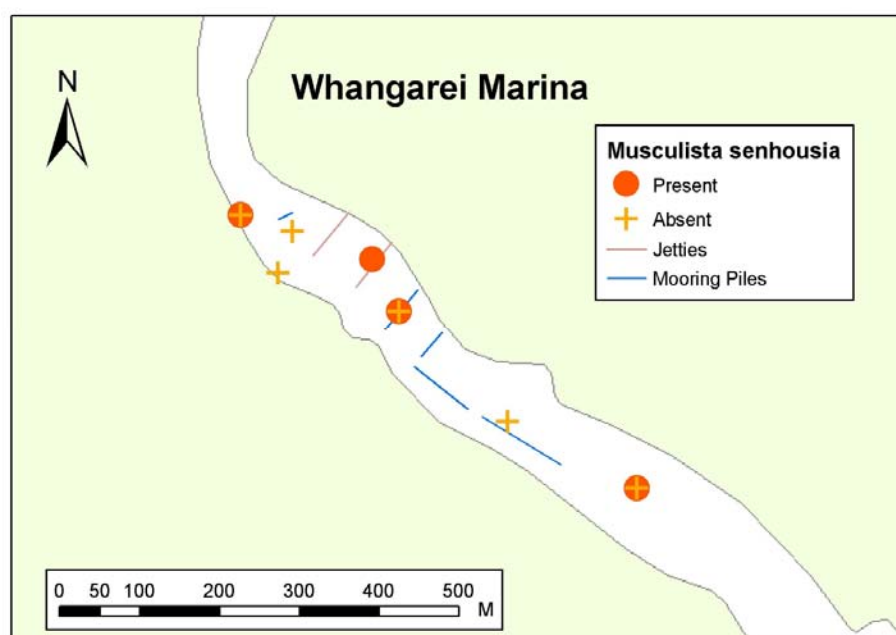 Whangarei Marina
N
Musculista senhousia
Present
Absent
Jetties
Mooring Piles
0 50 100 200 300 400 500
M